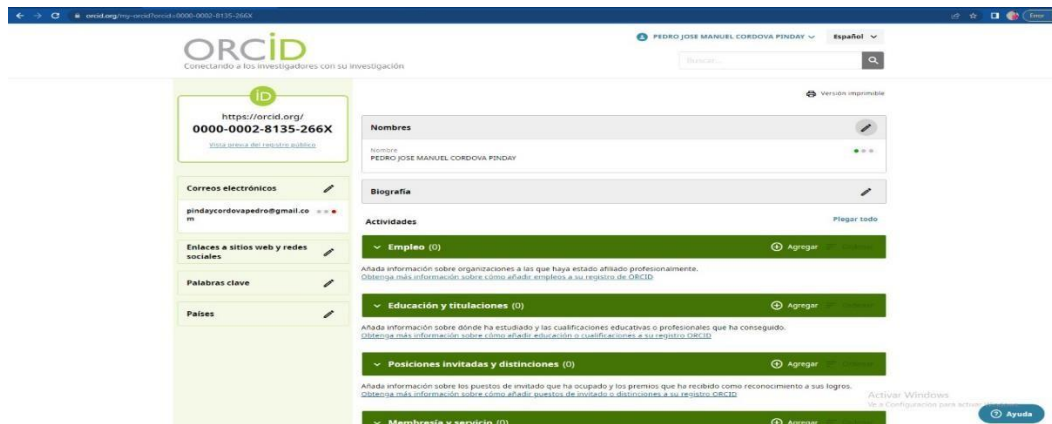 orcid.org/my-orcid?orcid=0000-0002-8135-266X
Error
ORCID
Conectando a los investigadores con su investigación
PEDRO JOSE MANUEL CORDOVA PINDAY
Español
Buscar...
Versión imprimible
iD
https://orcid.org/
0000-0002-8135-266X
Vista previa del registro público
Correos electrónicos
pindaycordovapedro@gmail.co
m
Enlaces a sitios web y redes
sociales
Palabras clave
Países
Nombres
Nombre
PEDRO JOSE MANUEL CORDOVA PINDAY
Biografía
Actividades
Plegar todo
Empleo (0) Agregar
Añada información sobre organizaciones a las que haya estado afiliado profesionalmente.
Obtenga más información sobre cómo añadir empleos a su registro de ORCID
Educación y titulaciones (0) Agregar
Añada información sobre dónde ha estudiado y las cualificaciones educativas o profesionales que ha conseguido.
Obtenga más información sobre cómo añadir educación o cualificaciones a su registro ORCID
Posiciones invitadas y distinciones (0) Agregar
Añada información sobre los puestos de invitado que ha ocupado y los premios que ha recibido como reconocimiento a sus logros.
Obtenga más información sobre cómo añadir puestos de invitado o distinciones a su registro ORCID
Membresía y servicio (0) Agregar
Activar Windows
Ve a Configuración para activar
Ayuda